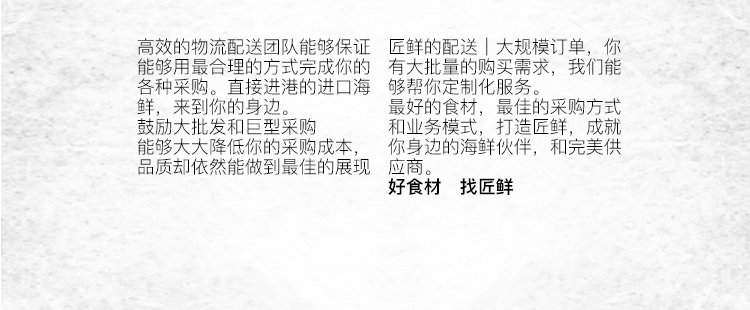 高效的物流配送团队能够保证
能够用最合理的方式完成你的
各种采购。直接进港的进口海
鲜，来到你的身边。
鼓励大批发和巨型采购
能够大大降低你的采购成本，
品质却依然能做到最佳的展现
匠鲜的配送｜大规模订单，你
有大批量的购买需求，我们能
够帮你定制化服务。
最好的食材，最佳的采购方式
和业务模式，打造匠鲜，成就
你身边的海鲜伙伴，和完美供
应商。
好食材　找匠鲜